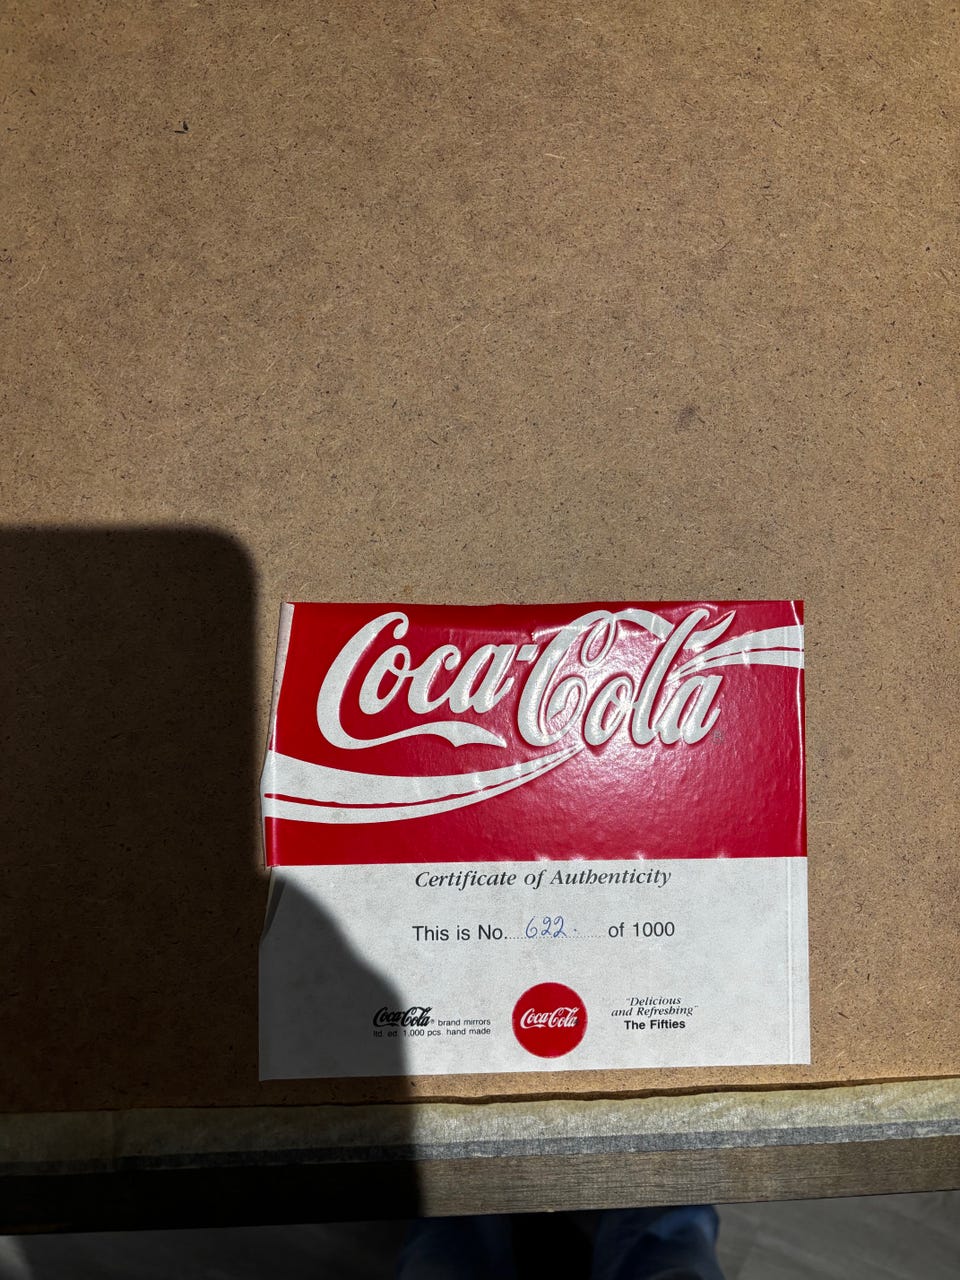 Coca-Cola
Certificate of Authenticity
This is No. 622. of 1000
Coca-Cola® brand mirrors
ltd. ed. 1.000 pcs. hand made
Coca-Cola
"Delicious
and Refreshing"
The Fifties